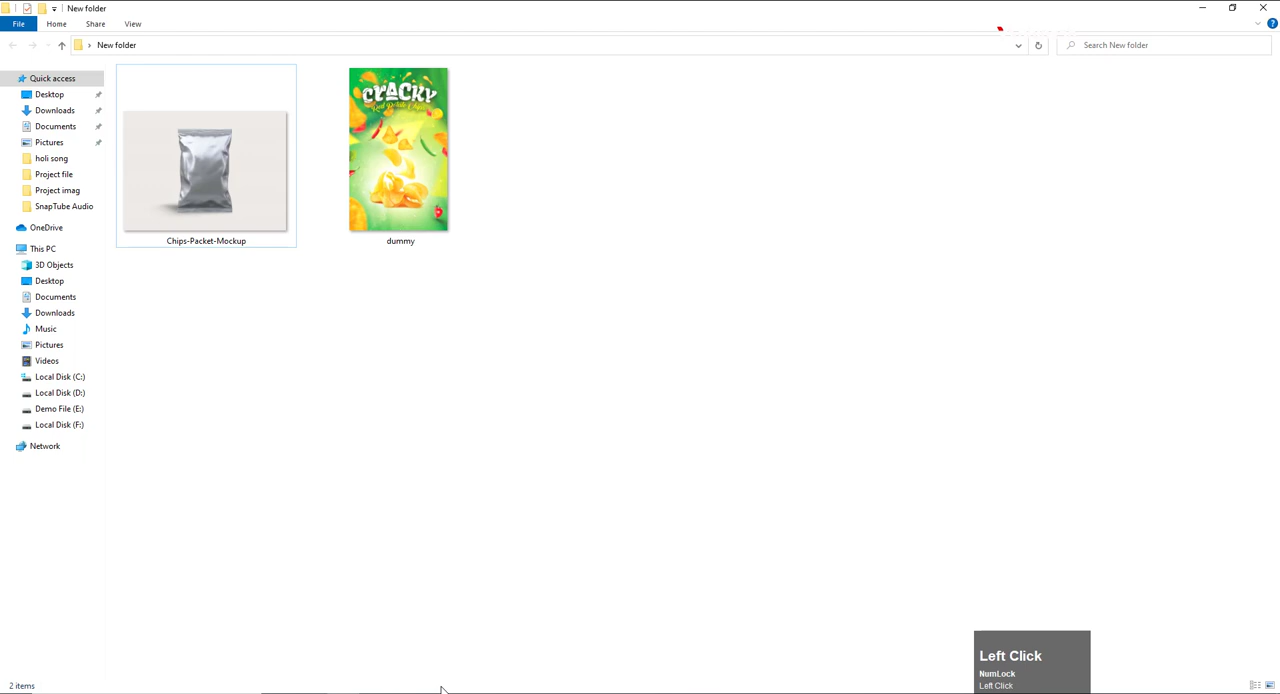 New folder
File
Home
Share
View
New folder
Search New folder
Quick access
Desktop
Downloads
Documents
Pictures
holi song
Project file
Project imag
SnapTube Audio
OneDrive
This PC
3D Objects
Desktop
Documents
Downloads
Music
Pictures
Videos
Local Disk (C:)
Local Disk (D:)
Demo File (E:)
Local Disk (F:)
Network
Chips-Packet-Mockup
CRACKY
dummy
Left Click
NumLock
Left Click
2 items